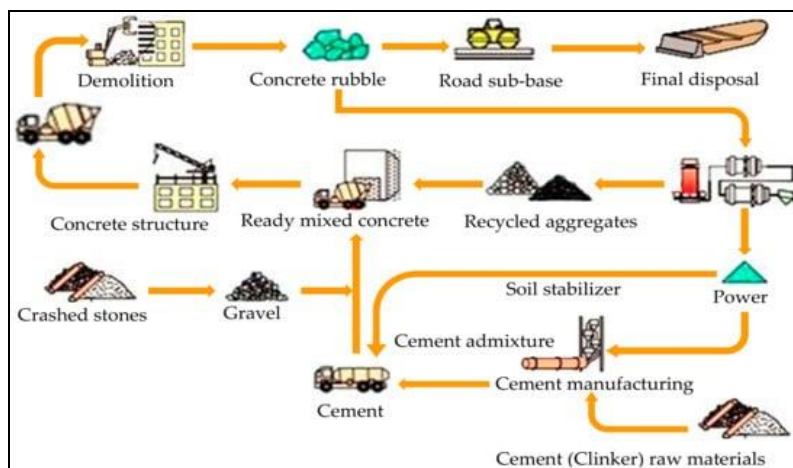 Demolition
Concrete rubble
Road sub-base
Final disposal
Concrete structure
Ready mixed concrete
Recycled aggregates
Crashed stones
Gravel
Soil stabilizer
Power
Cement admixture
Cement
Cement manufacturing
Cement (Clinker) raw materials